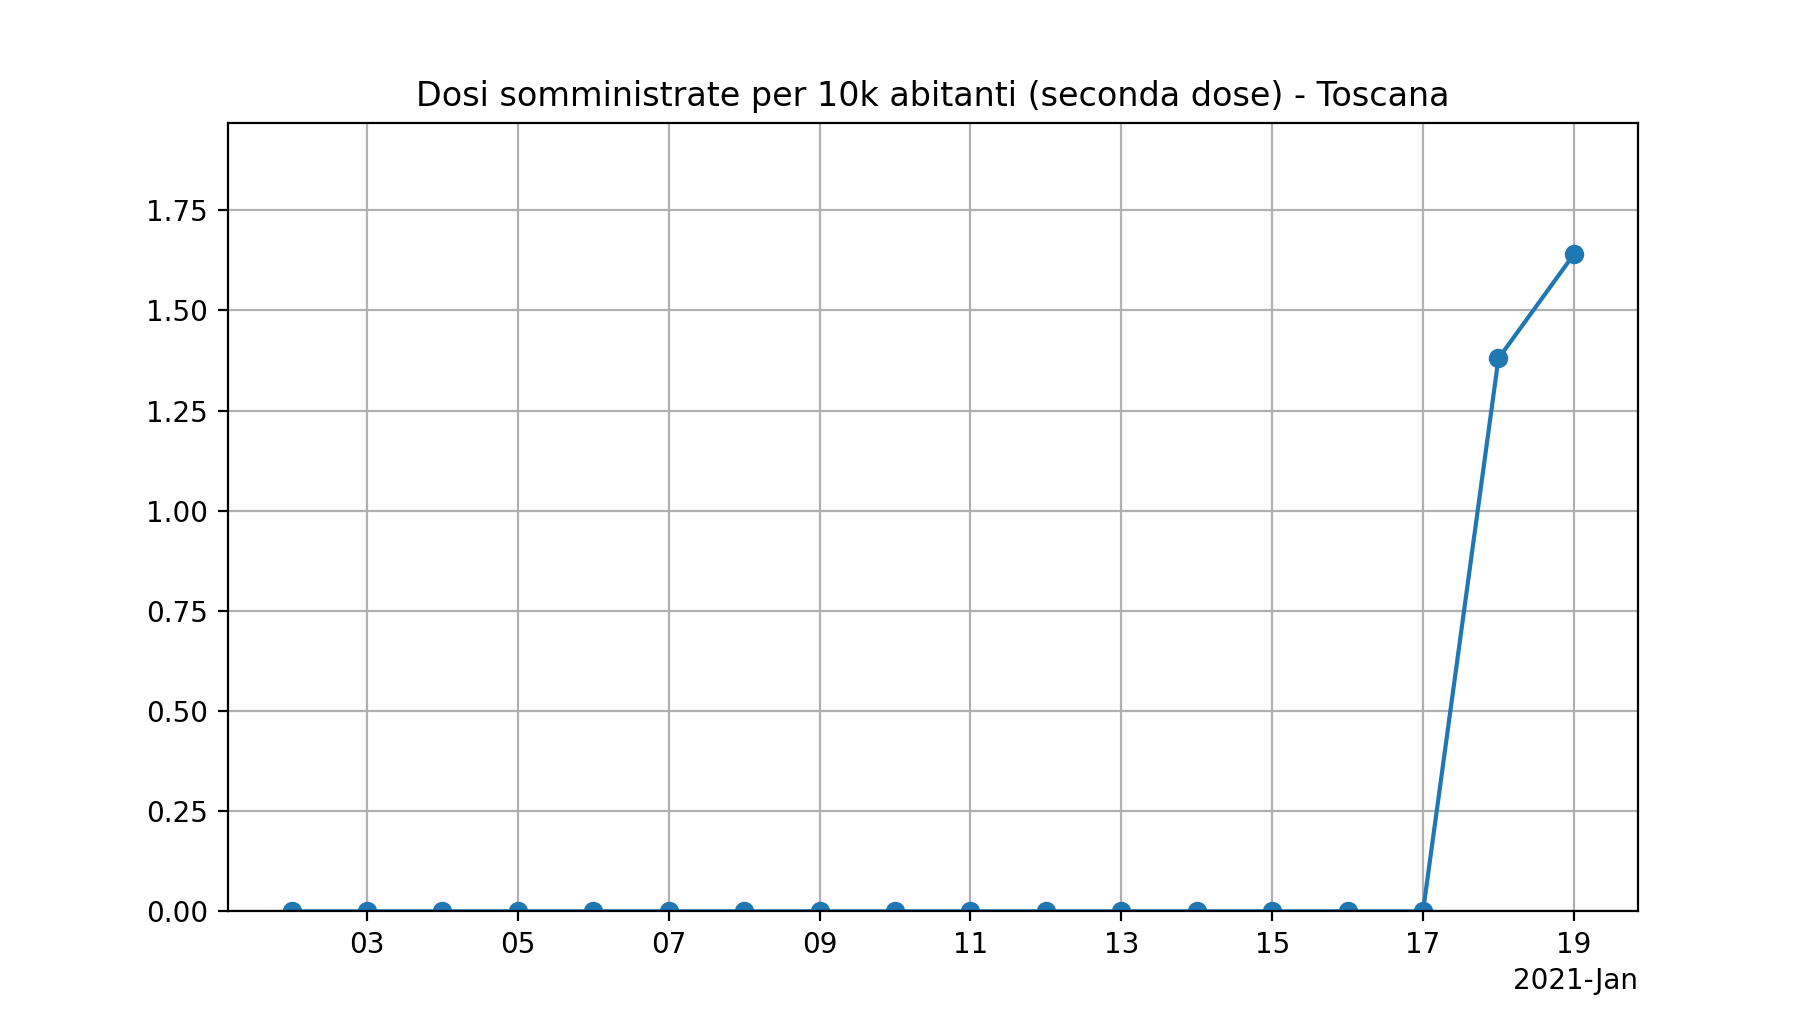 Dosi somministrate per 10k abitanti (seconda dose) - Toscana
1.75
1.50
1.25
1.00
0.75
0.50
0.25
0.00
03 05 07 09 11 13 15 17 19
2021-Jan